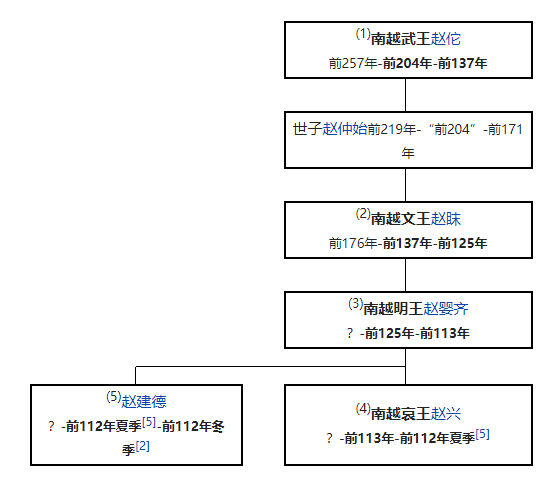 (1)南越武王赵佗
前257年-前204年-前137年
世子赵仲始前219年-“前204”-前171
年
(2)南越文王赵眜
前176年-前137年-前125年
(3)南越明王赵婴齐
？-前125年-前113年
(5)赵建德
？-前112年夏季[5]-前112年冬
季[2]
(4)南越哀王赵兴
？-前113年-前112年夏季[5]